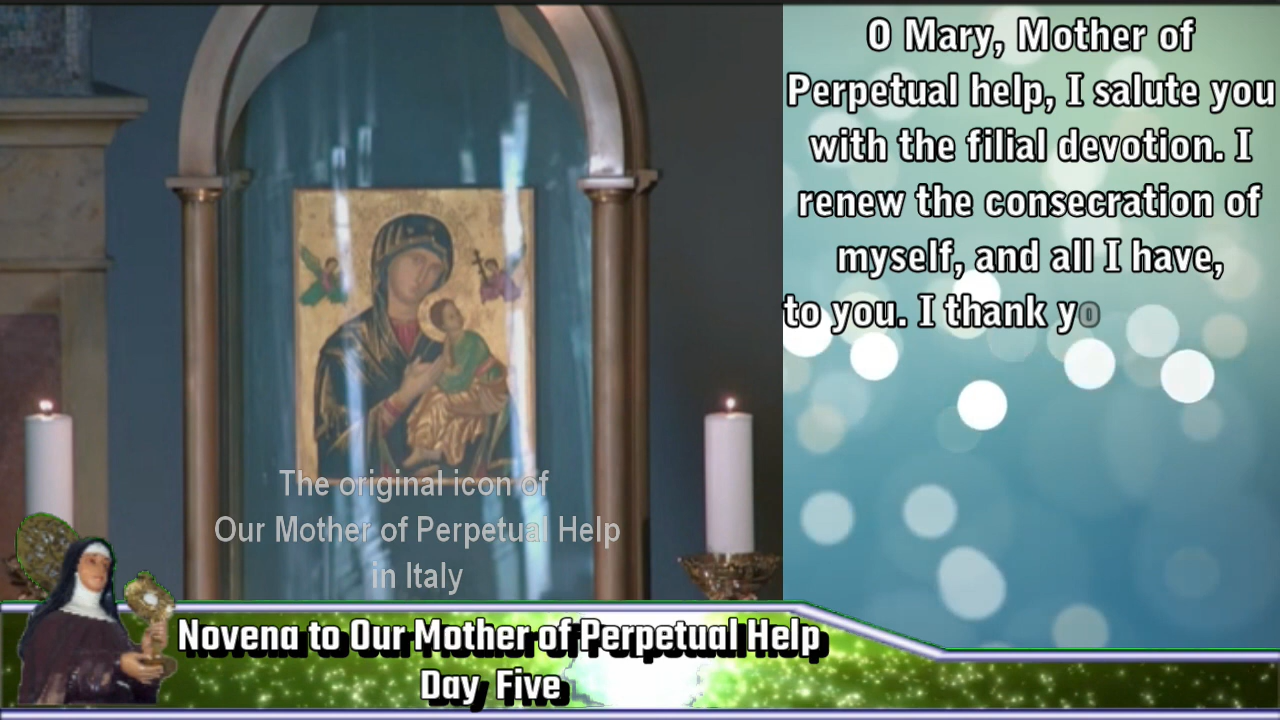 O Mary, Mother of
Perpetual help, I salute you
with the filial devotion. I
renew the consecration of
myself, and all I have,
to you. I thank yo
The original icon of
Our Mother of Perpetual Help
in Italy
Novena to Our Mother of Perpetual Help
Day Five